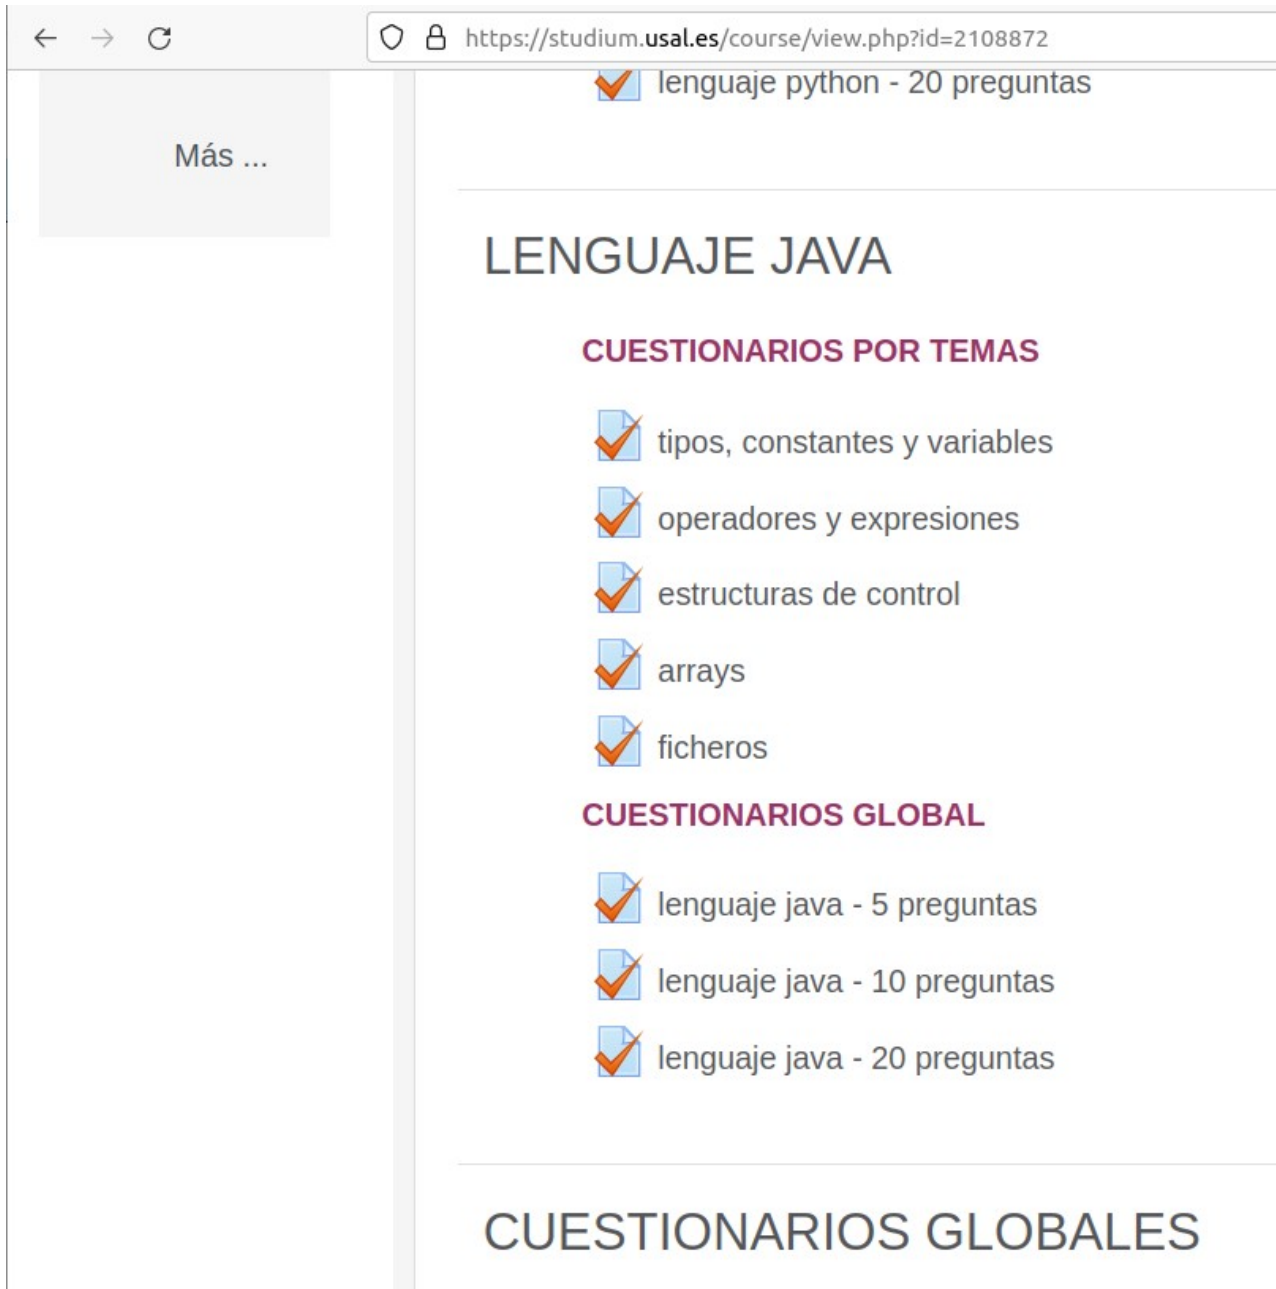 https://studium.usal.es/course/view.php?id=2108872
lenguaje python - 20 preguntas
Más ...
LENGUAJE JAVA
CUESTIONARIOS POR TEMAS
tipos, constantes y variables
operadores y expresiones
estructuras de control
arrays
ficheros
CUESTIONARIOS GLOBAL
lenguaje java - 5 preguntas
lenguaje java - 10 preguntas
lenguaje java - 20 preguntas
CUESTIONARIOS GLOBALES